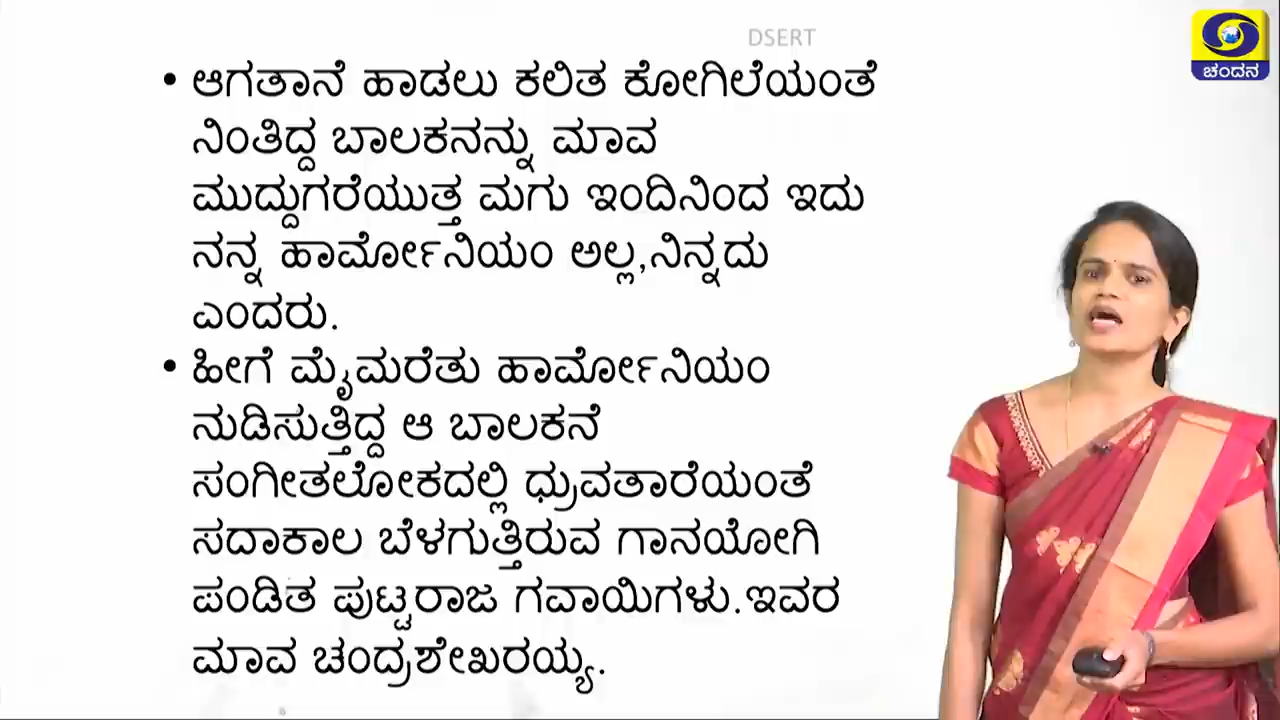 DSERT
ಚಂದನ
• ಆಗತಾನೆ ಹಾಡಲು ಕಲಿತ ಕೋಗಿಲೆಯಂತೆ
ನಿಂತಿದ್ದ ಬಾಲಕನನ್ನು ಮಾವ
ಮುದ್ದುಗರೆಯುತ್ತ ಮಗು ಇಂದಿನಿಂದ ಇದು
ನನ್ನ ಹಾರ್ಮೋನಿಯಂ ಅಲ್ಲ,ನಿನ್ನದು
ಎಂದರು.
• ಹೀಗೆ ಮೈಮರೆತು ಹಾರ್ಮೋನಿಯಂ
ನುಡಿಸುತ್ತಿದ್ದ ಆ ಬಾಲಕನೆ
ಸಂಗೀತಲೋಕದಲ್ಲಿ ಧ್ರುವತಾರೆಯಂತೆ
ಸದಾಕಾಲ ಬೆಳಗುತ್ತಿರುವ ಗಾನಯೋಗಿ
ಪಂಡಿತ ಪುಟ್ಟರಾಜ ಗವಾಯಿಗಳು.ಇವರ
ಮಾವ ಚಂದ್ರಶೇಖರಯ್ಯ.